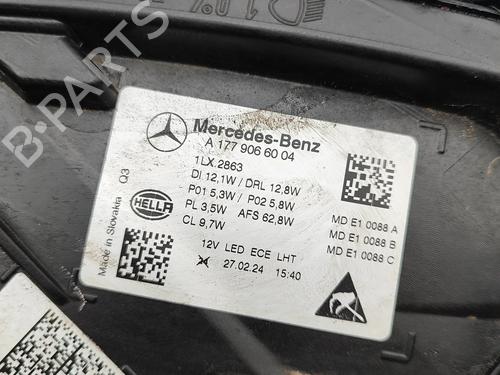 1,0%
B-PARTS
Mercedes-Benz
A 177 906 60 04
1LX.2863
DI 12,1W / DRL 12,8W
P01 5,3W / P02 5,8W
PL 3,5W AFS 62,8W
CL 9,7W
HELLA
MD E1 0088 A
MD E1 0088 B
MD E1 0088 C
12V LED ECE LHT
27.02.24 15:40
Made in Slovakia Q3